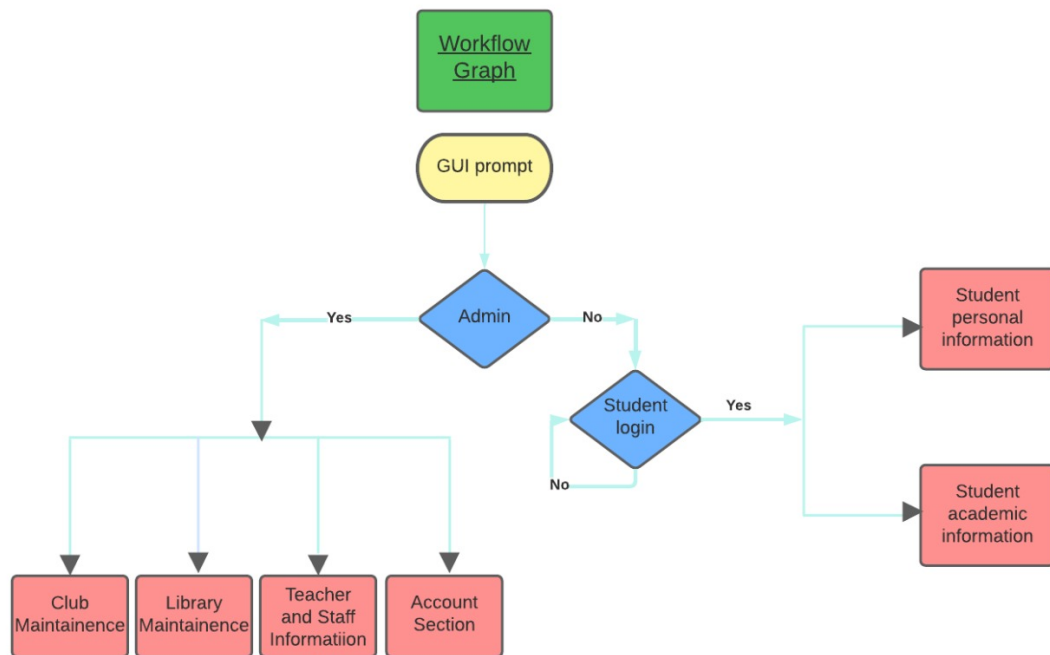 Workflow
Graph
GUI prompt
Admin
Yes
No
Student
personal
information
Student
login
Yes
No
Student
academic
information
Club
Maintainence
Library
Maintainence
Teacher
and Staff
Informatiion
Account
Section